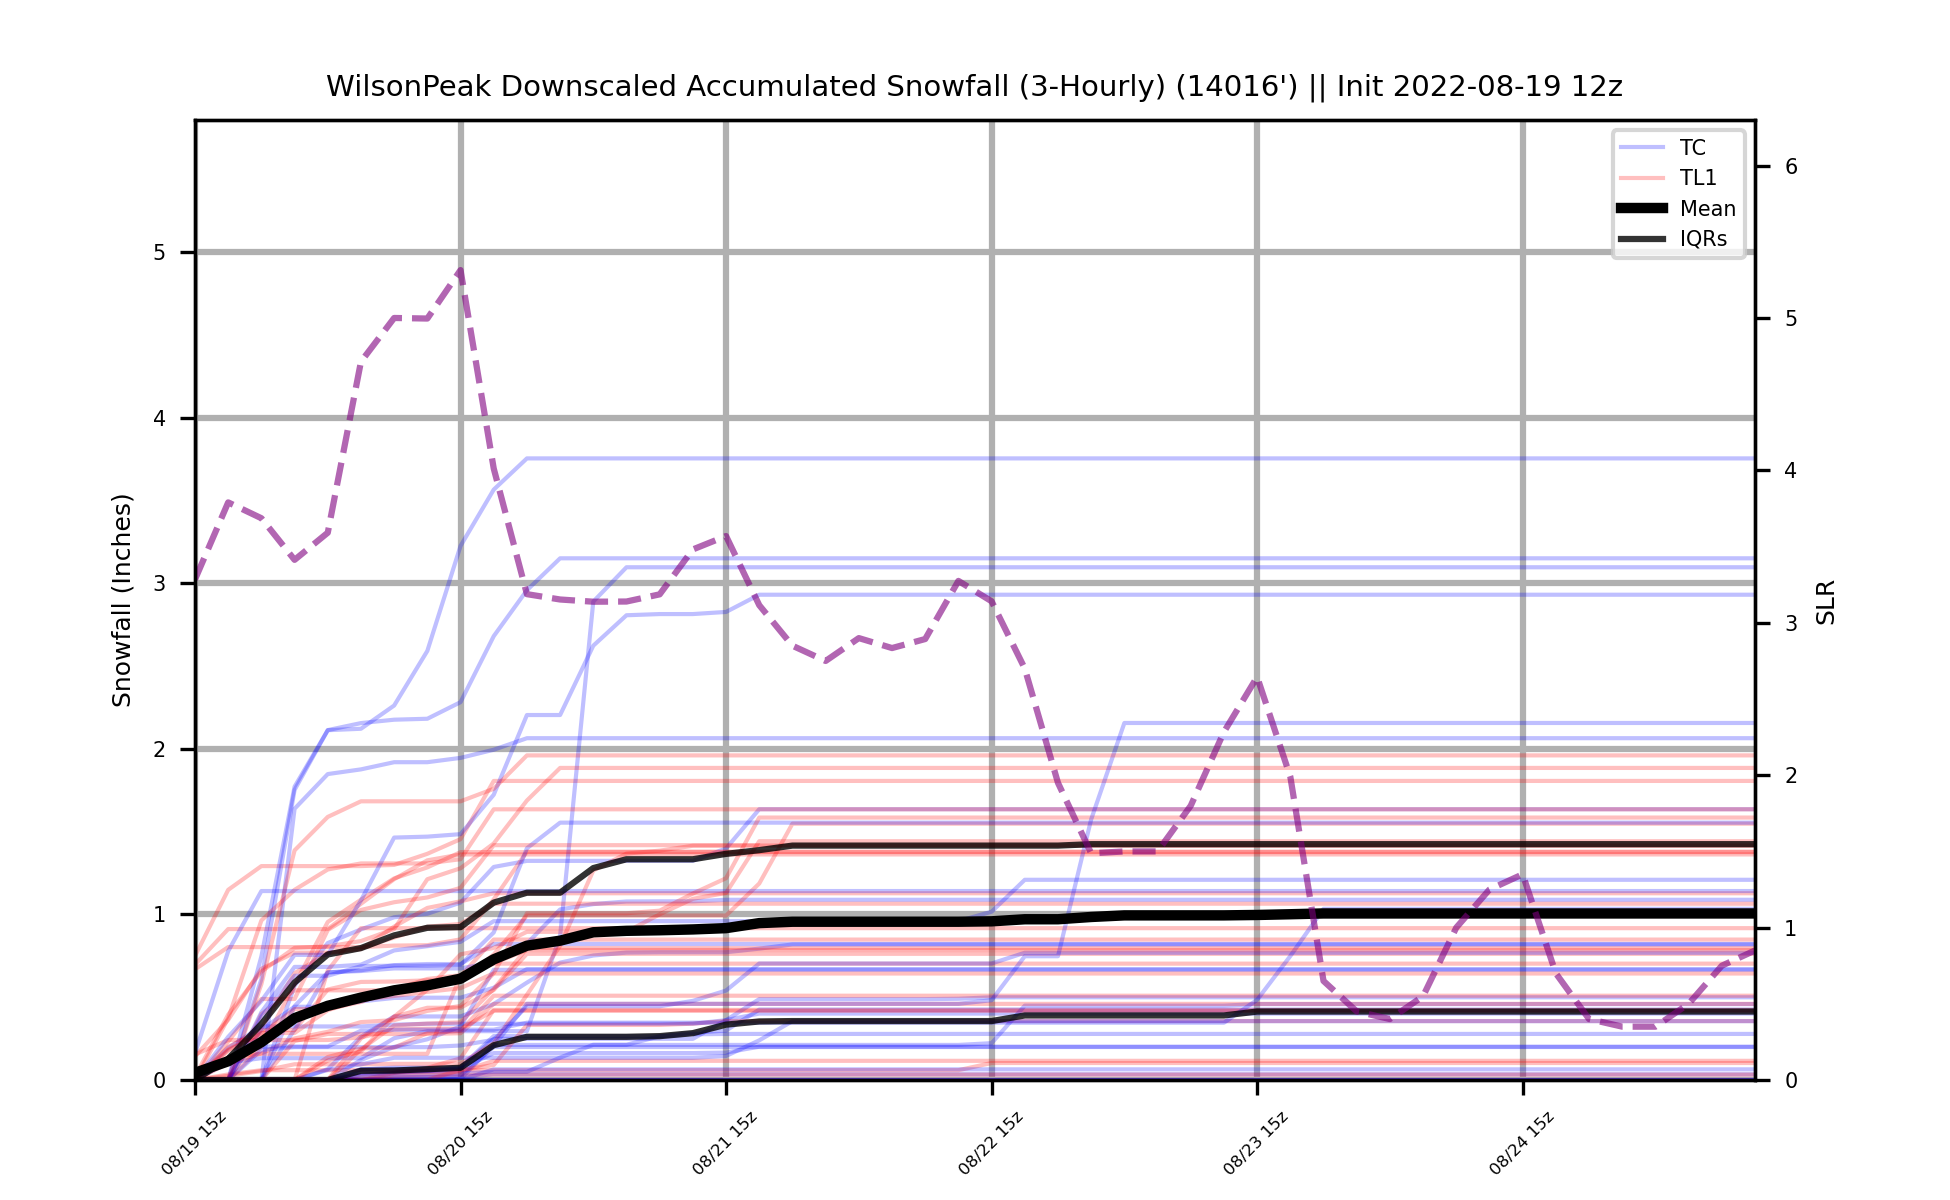 WilsonPeak Downscaled Accumulated Snowfall (3-Hourly) (14016') || Init 2022-08-19 12z
TC
TL1
Mean
IQRs
Snowfall (Inches)
5
4
3
2
1
0
6
5
4
3
2
1
0
SLR
08/19 15z
08/20 15z
08/21 15z
08/22 15z
08/23 15z
08/24 15z